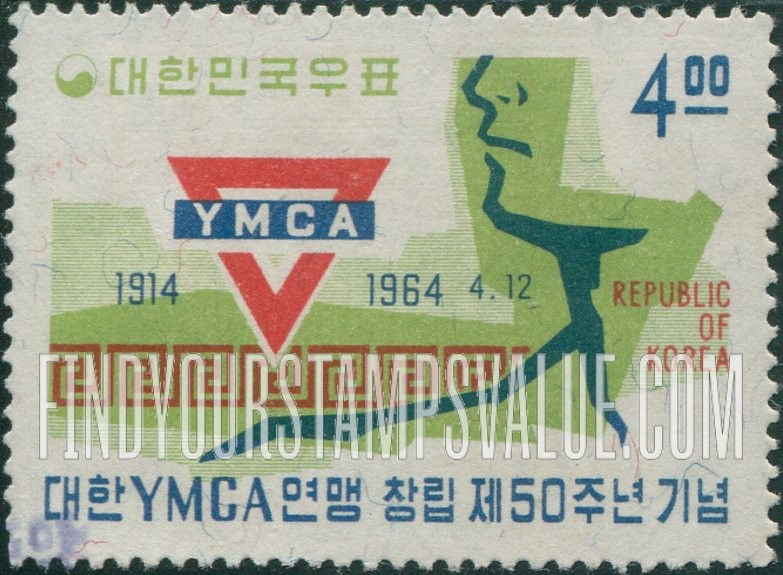 대한민국우표
4.00
YMCA
1914
1964 4.12
REPUBLIC
OF
KOREA
FINDYOURSTAMPSVALUE.COM
대한YMCA연맹 창립 제50주년기념